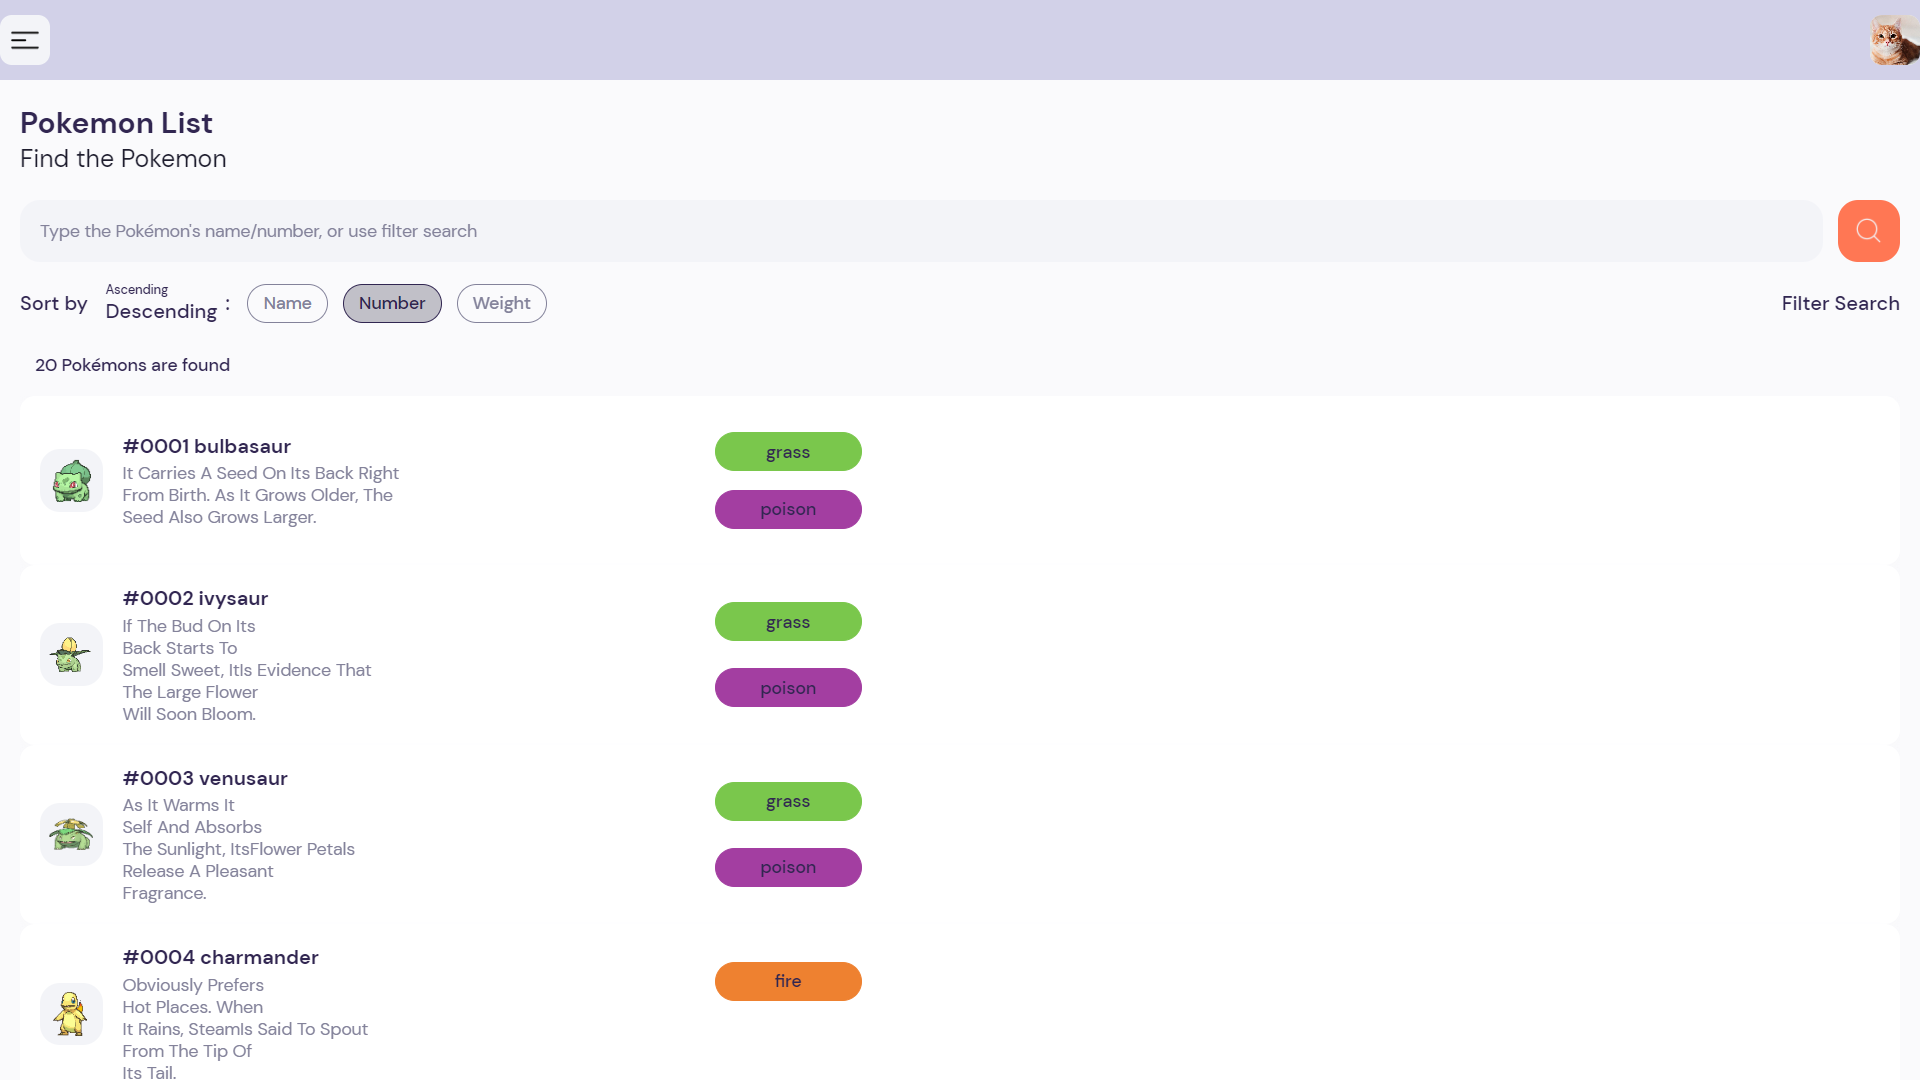 Pokemon List
Find the Pokemon
Type the Pokémon's name/number, or use filter search
Sort by
Ascending
Descending
:
Name
Number
Weight
Filter Search
20 Pokémons are found
#0001 bulbasaur
It Carries A Seed On Its Back Right
From Birth. As It Grows Older, The
Seed Also Grows Larger.
grass
poison
#0002 ivysaur
If The Bud On Its
Back Starts To
Smell Sweet, ItIs Evidence That
The Large Flower
Will Soon Bloom.
grass
poison
#0003 venusaur
As It Warms It
Self And Absorbs
The Sunlight, ItsFlower Petals
Release A Pleasant
Fragrance.
grass
poison
#0004 charmander
Obviously Prefers
Hot Places. When
It Rains, SteamIs Said To Spout
From The Tip Of
Its Tail.
fire